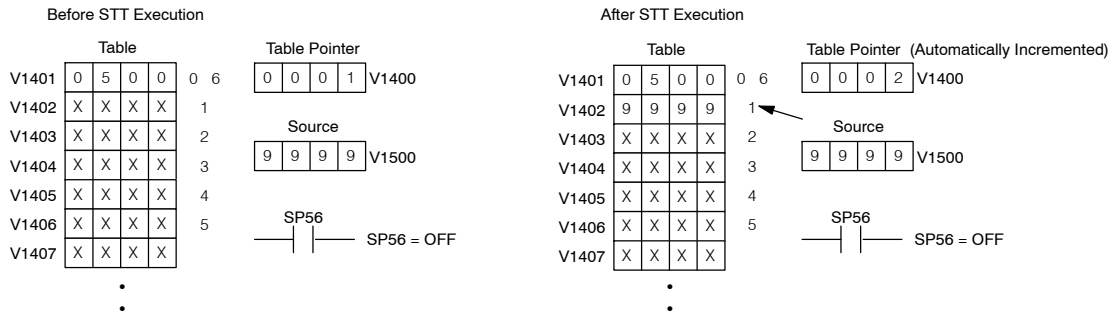 Before STT Execution
After STT Execution
Table
Table Pointer
V1401 0 5 0 0 0 6
0 0 0 1 V1400
V1402 X X X X 1
V1403 X X X X 2
Source
V1404 X X X X 3
9 9 9 9 V1500
V1405 X X X X 4
V1406 X X X X 5
SP56
SP56 = OFF
V1407 X X X X
Table
Table Pointer (Automatically Incremented)
V1401 0 5 0 0 0 6
0 0 0 2 V1400
V1402 9 9 9 9 1
V1403 X X X X 2
Source
V1404 X X X X 3
9 9 9 9 V1500
V1405 X X X X 4
V1406 X X X X 5
SP56
SP56 = OFF
V1407 X X X X